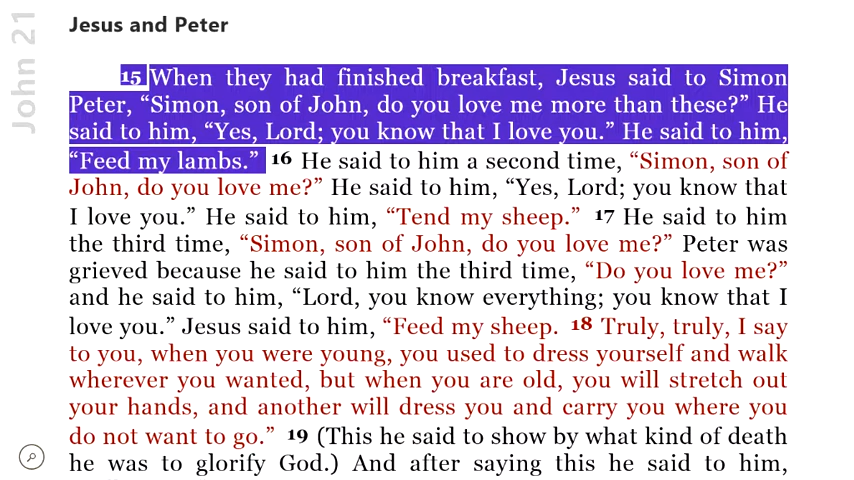 John 21
Jesus and Peter
15 When they had finished breakfast, Jesus said to Simon
Peter, “Simon, son of John, do you love me more than these?” He
said to him, “Yes, Lord; you know that I love you.” He said to him,
“Feed my lambs.” 16 He said to him a second time, “Simon, son of
John, do you love me?” He said to him, “Yes, Lord; you know that
I love you.” He said to him, “Tend my sheep.” 17 He said to him
the third time, “Simon, son of John, do you love me?” Peter was
grieved because he said to him the third time, “Do you love me?”
and he said to him, “Lord, you know everything; you know that I
love you.” Jesus said to him, “Feed my sheep. 18 Truly, truly, I say
to you, when you were young, you used to dress yourself and walk
wherever you wanted, but when you are old, you will stretch out
your hands, and another will dress you and carry you where you
do not want to go.” 19 (This he said to show by what kind of death
he was to glorify God.) And after saying this he said to him,